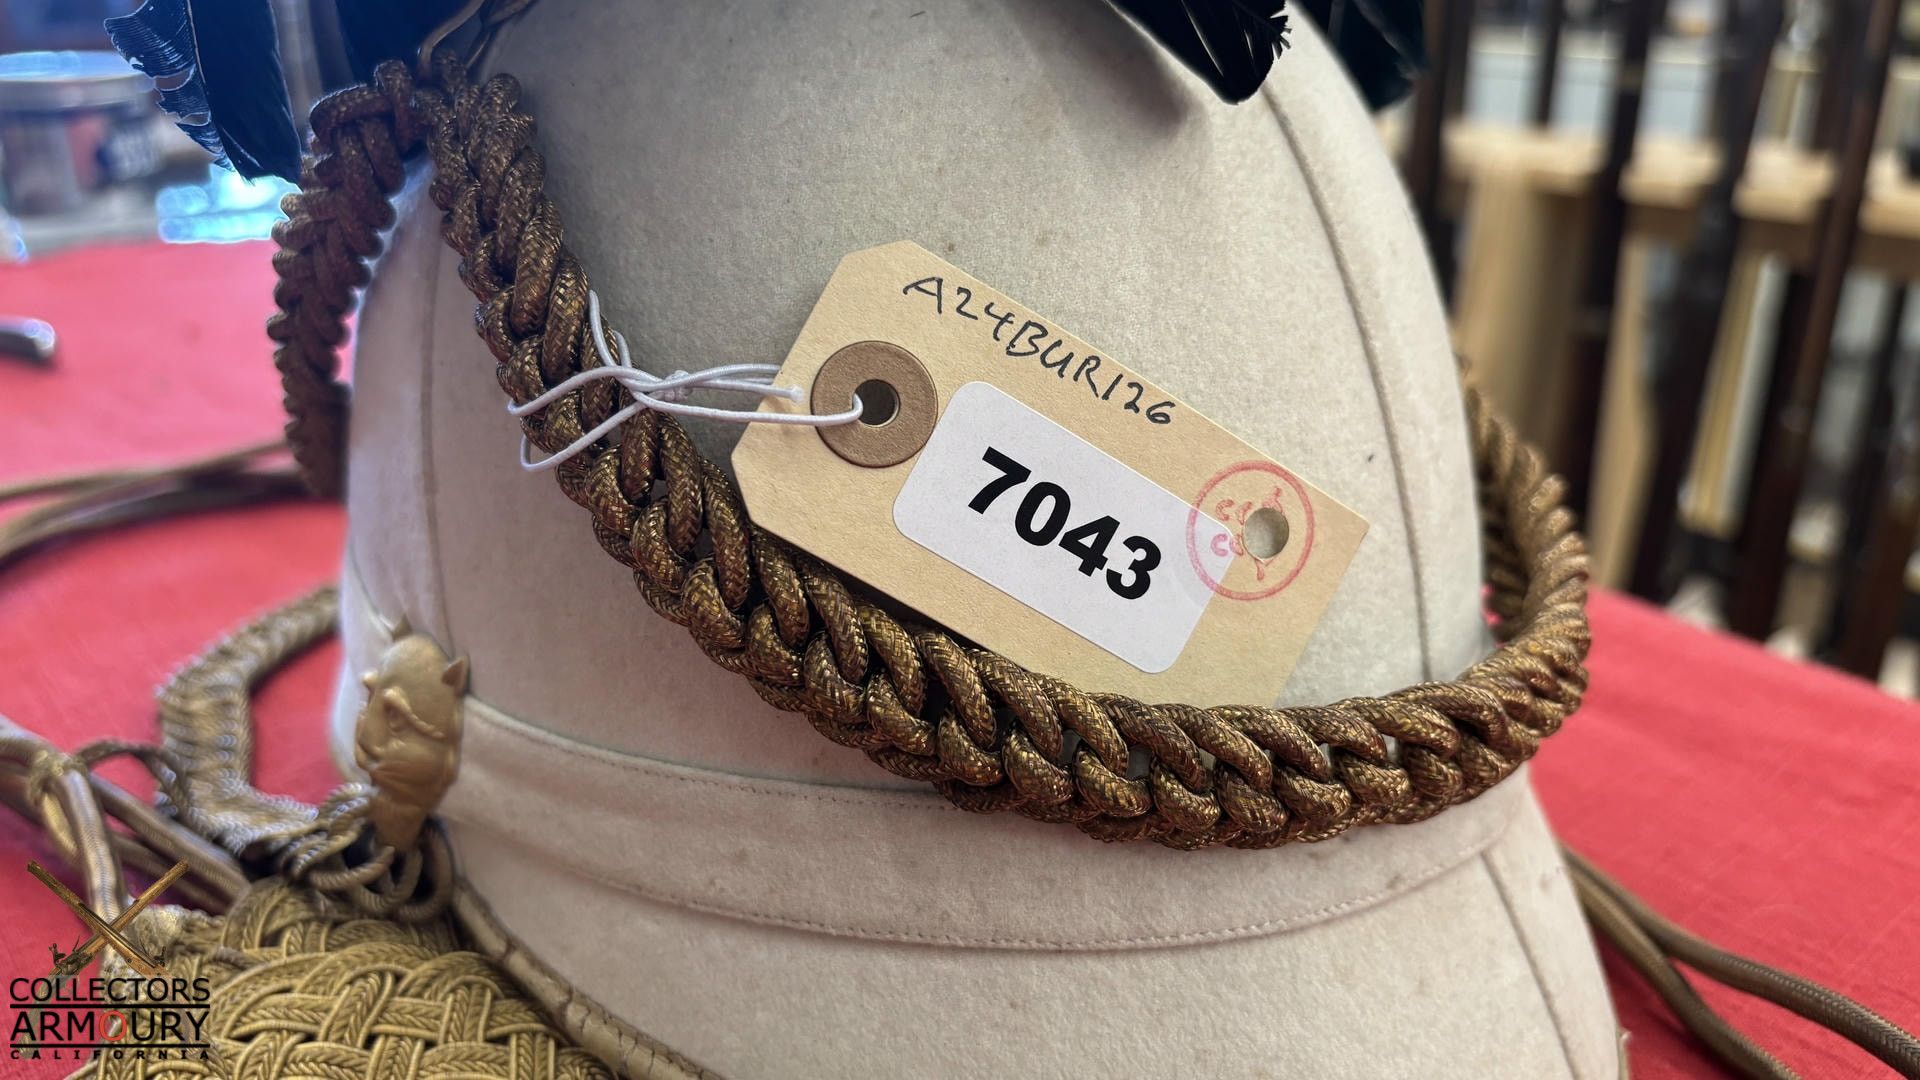 A24BUR126
7043
COLLECTORS
ARMOURY
CALIFORNIA